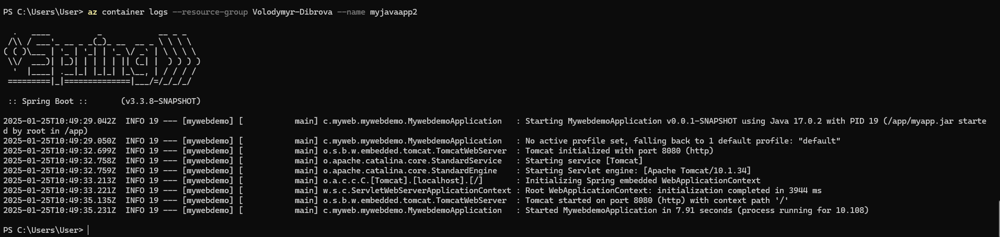 PS C:\Users\User> az container logs --resource-group Volodymyr-Dibrova --name myjavaapp2
  .   ____          _            __ _ _
 /\\ / ___'_ __ _ _(_)_ __  __ _ \ \ \ \
( ( )\___ | '_ | '_| | '_ \/ _` | \ \ \ \
 \\/  ___)| |_)| | | | | || (_| |  ) ) ) )
  '  |____| .__|_| |_|_| |_\__, | / / / /
 =========|_|==============|___/=/_/_/_/
 :: Spring Boot ::       (v3.3.8-SNAPSHOT)
2025-01-25T10:49:29.042Z  INFO 19 --- [mywebdemo] [           main] c.myweb.mywebdemo.MywebdemoApplication   : Starting MywebdemoApplication v0.0.1-SNAPSHOT using Java 17.0.2 with PID 19 (/app/myapp.jar starte
d by root in /app)
2025-01-25T10:49:29.050Z  INFO 19 --- [mywebdemo] [           main] c.myweb.mywebdemo.MywebdemoApplication   : No active profile set, falling back to 1 default profile: "default"
2025-01-25T10:49:32.699Z  INFO 19 --- [mywebdemo] [           main] o.s.b.w.embedded.tomcat.TomcatWebServer  : Tomcat initialized with port 8080 (http)
2025-01-25T10:49:32.758Z  INFO 19 --- [mywebdemo] [           main] o.apache.catalina.core.StandardService   : Starting service [Tomcat]
2025-01-25T10:49:32.759Z  INFO 19 --- [mywebdemo] [           main] o.apache.catalina.core.StandardEngine    : Starting Servlet engine: [Apache Tomcat/10.1.34]
2025-01-25T10:49:33.213Z  INFO 19 --- [mywebdemo] [           main] o.a.c.c.C.[Tomcat].[localhost].[/]       : Initializing Spring embedded WebApplicationContext
2025-01-25T10:49:33.221Z  INFO 19 --- [mywebdemo] [           main] w.s.c.ServletWebServerApplicationContext : Root WebApplicationContext: initialization completed in 3944 ms
2025-01-25T10:49:35.135Z  INFO 19 --- [mywebdemo] [           main] o.s.b.w.embedded.tomcat.TomcatWebServer  : Tomcat started on port 8080 (http) with context path '/'
2025-01-25T10:49:35.231Z  INFO 19 --- [mywebdemo] [           main] c.myweb.mywebdemo.MywebdemoApplication   : Started MywebdemoApplication in 7.91 seconds (process running for 10.108)
PS C:\Users\User>